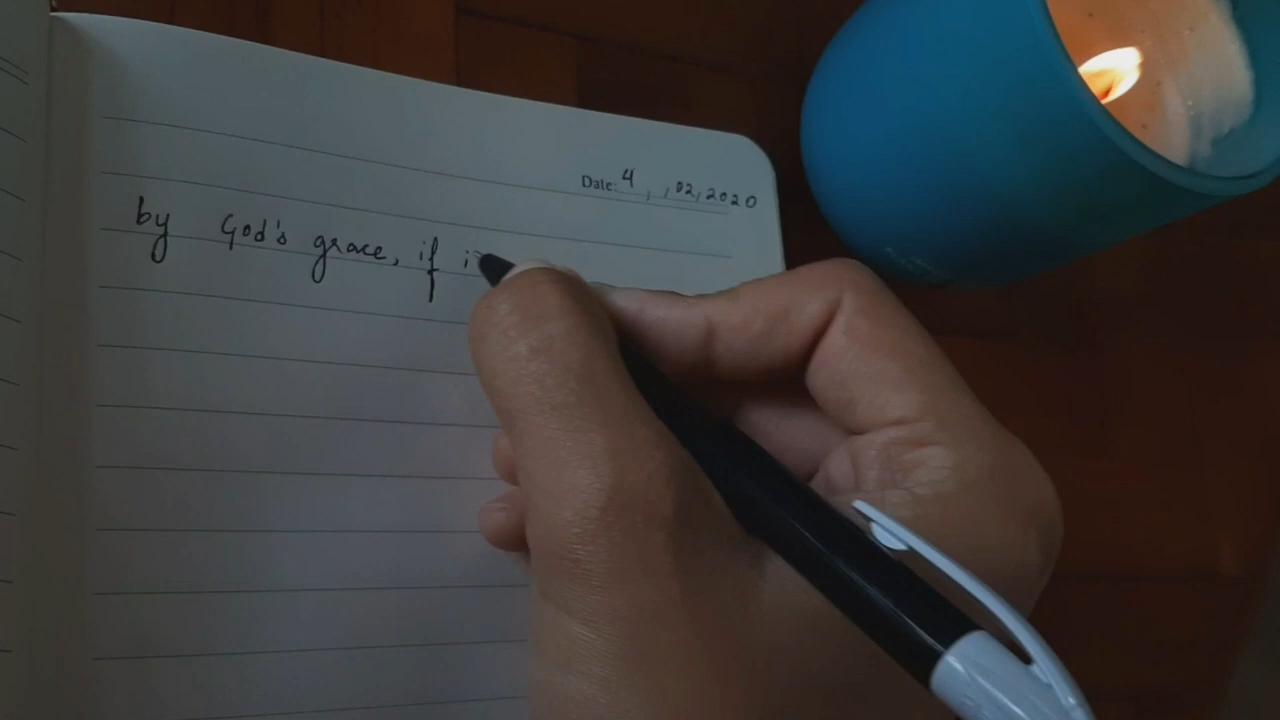 Date: 4, , 02, 2020
by God's grace, if i